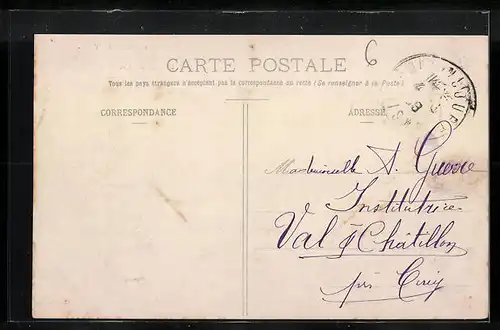 6
CARTE POSTALE
Tous les pays étrangers n'acceptent pas la correspondance au recto (Se renseigner à la Poste)
CORRESPONDANCE
ADRESSE
Mademoiselle A. Guerre
Institutrice
Val & Châtillon
près Cirey